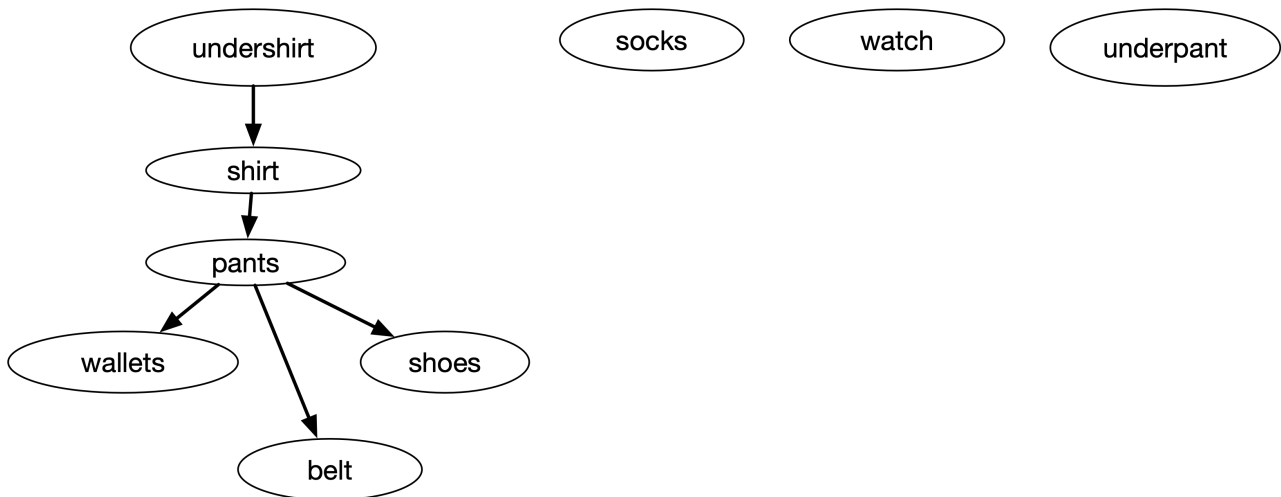 undershirt
socks
watch
underpant
shirt
pants
wallets
shoes
belt